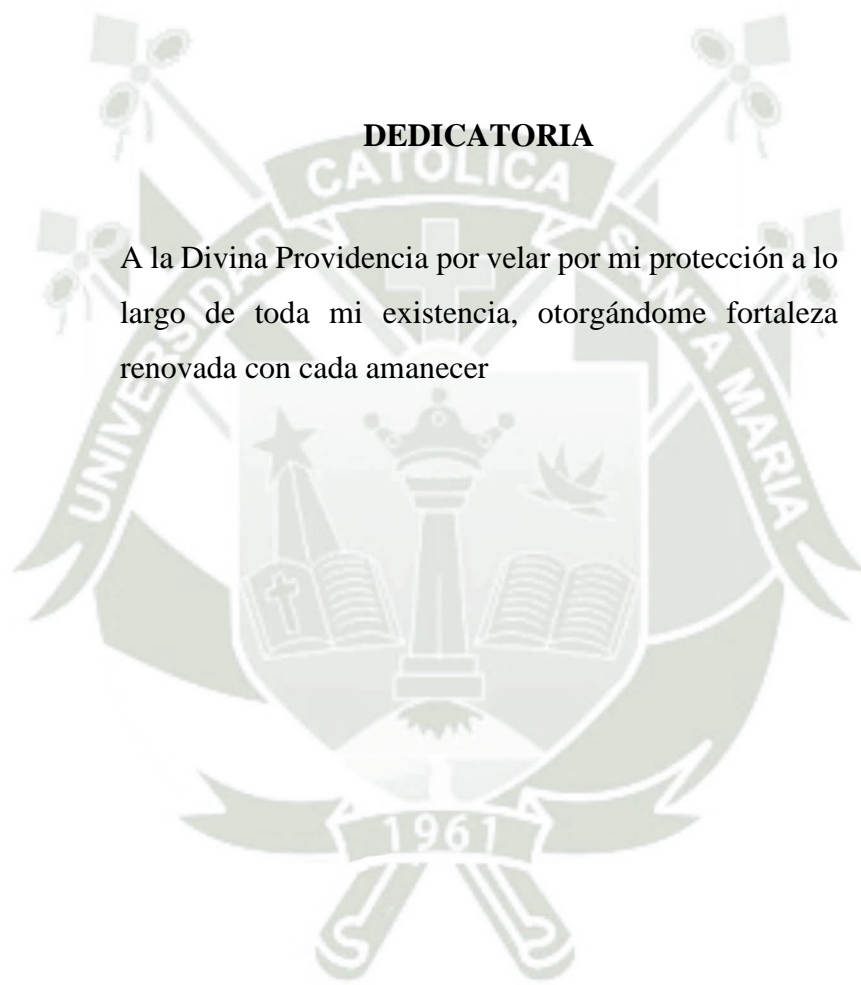 DEDICATORIA
CATOLICA
UNIVERSIDAD
SANTA MARIA
A la Divina Providencia por velar por mi protección a lo
largo de toda mi existencia, otorgándome fortaleza
renovada con cada amanecer
1961